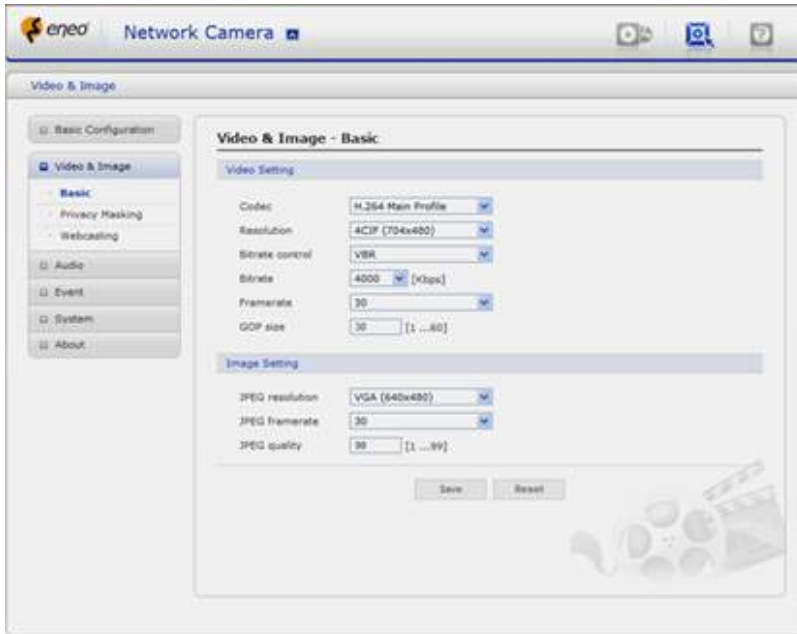 eneo
Network Camera
Video & Image
Basic Configuration
Video & Image
Basic
Privacy Masking
Webcasting
Audio
Event
System
About
Video & Image - Basic
Video Setting
Codec H.264 Main Profile
Resolution 4CIF (704x480)
Bitrate control VBR
Bitrate 4000 [Kbps]
Framerate 30
GOP size 30 [1 ...60]
Image Setting
JPEG resolution VGA (640x480)
JPEG framerate 30
JPEG quality [1 ...99]
Save Reset